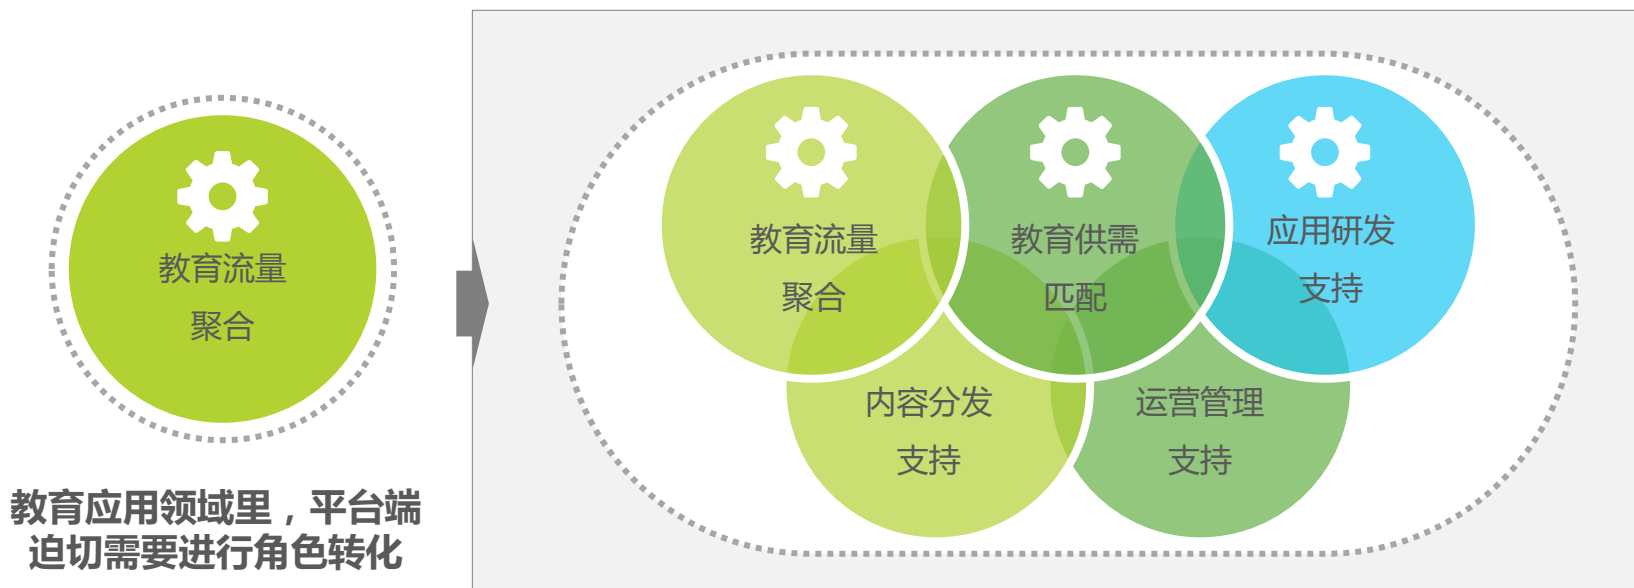 教育流量
聚合
教育应用领域里，平台端
迫切需要进行角色转化
教育流量
聚合
教育供需
匹配
应用研发
支持
内容分发
支持
运营管理
支持